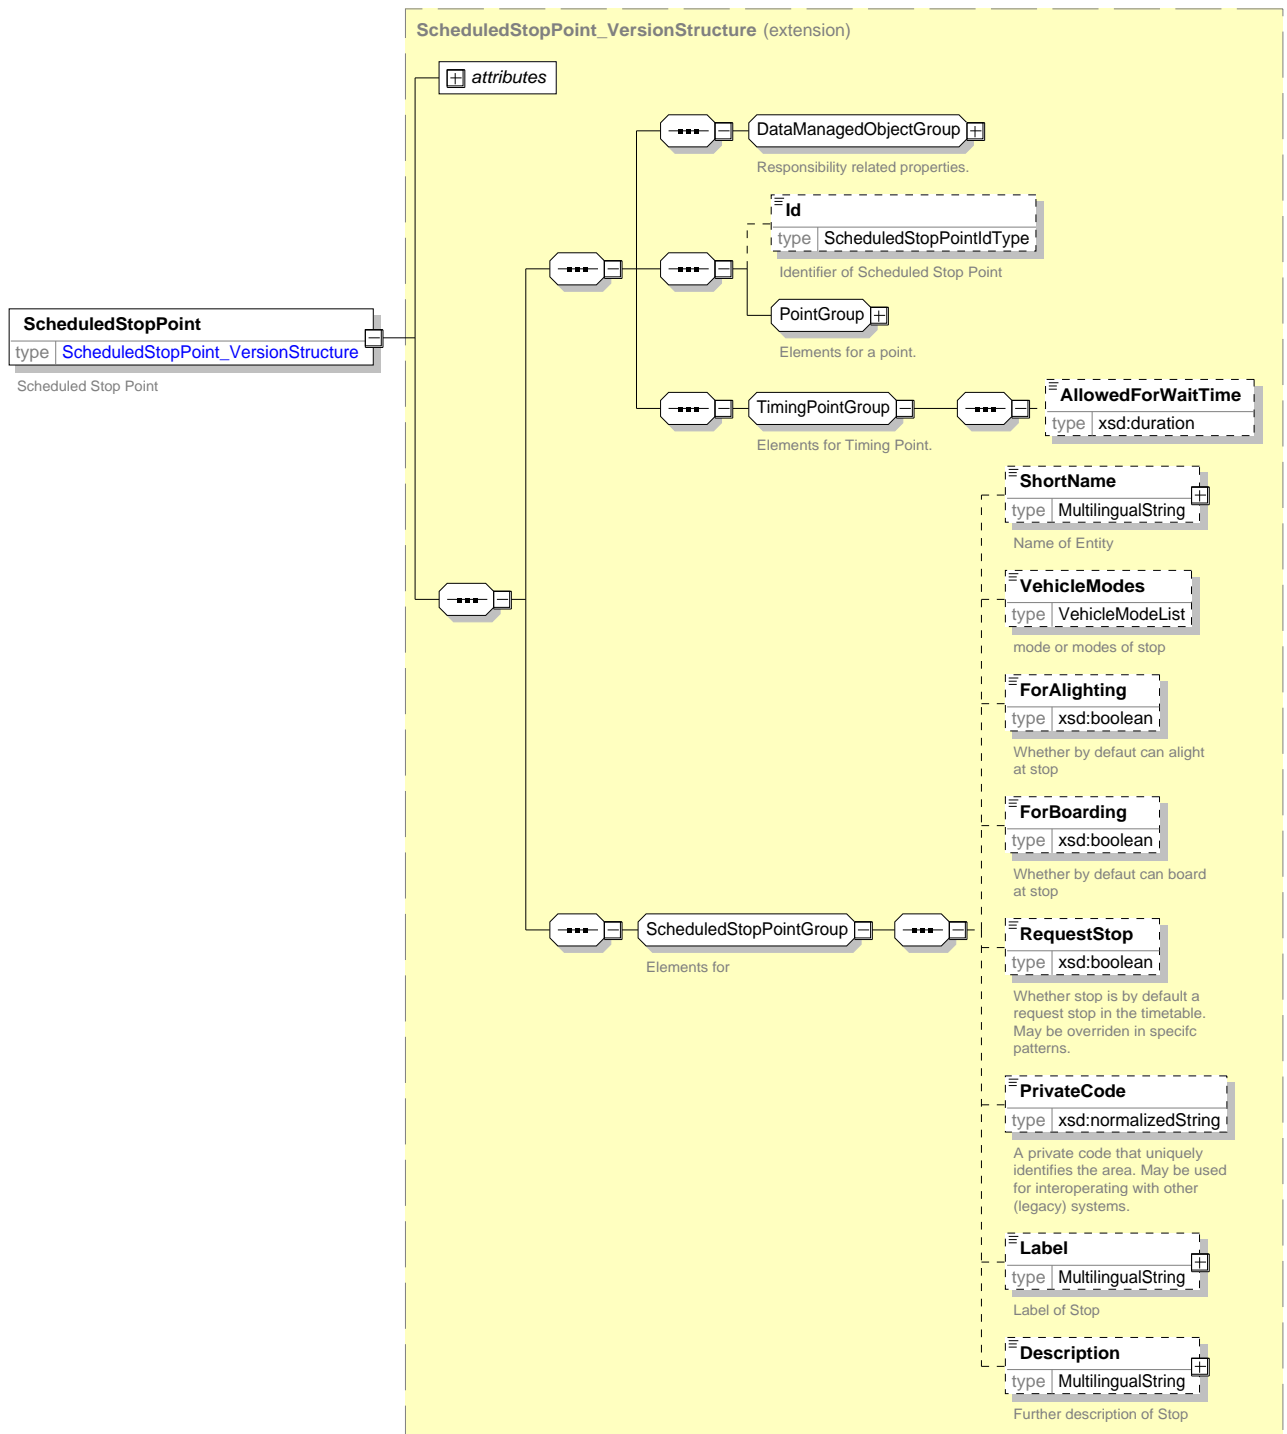 ScheduledStopPoint_VersionStructure (extension)
attributes
DataManagedObjectGroup
Responsibility related properties.
Id
type ScheduledStopPointIdType
Identifier of Scheduled Stop Point
PointGroup
Elements for a point.
ScheduledStopPoint
type ScheduledStopPoint_VersionStructure
Scheduled Stop Point
TimingPointGroup
Elements for Timing Point.
AllowedForWaitTime
type xsd:duration
ShortName
type MultilingualString
Name of Entity
VehicleModes
type VehicleModeList
mode or modes of stop
ForAlighting
type xsd:boolean
Whether by defaut can alight
at stop
ForBoarding
type xsd:boolean
Whether by defaut can board
at stop
ScheduledStopPointGroup
Elements for
RequestStop
type xsd:boolean
Whether stop is by default a
request stop in the timetable.
May be overriden in specifc
patterns.
PrivateCode
type xsd:normalizedString
A private code that uniquely
identifies the area. May be used
for interoperating with other
(legacy) systems.
Label
type MultilingualString
Label of Stop
Description
type MultilingualString
Further description of Stop